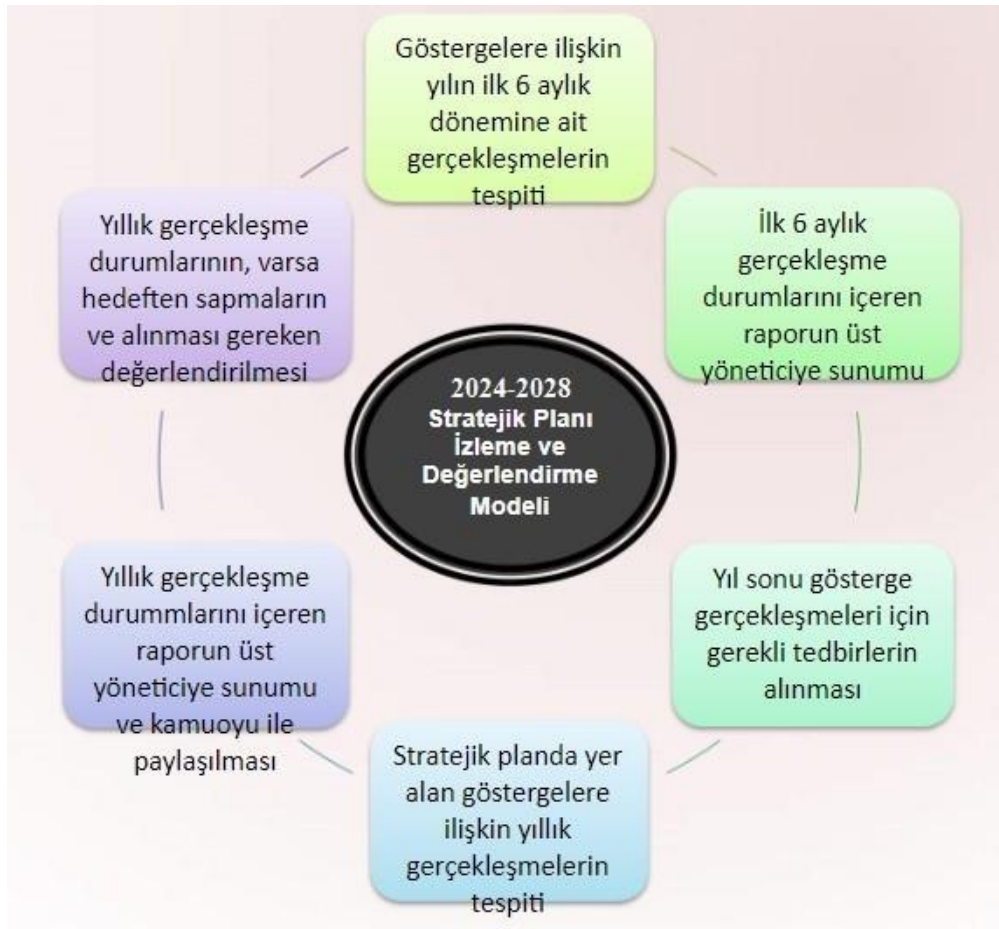 Göstergelere ilişkin
yılın ilk 6 aylık
dönemine ait
gerçekleşmelerin
tespiti
İlk 6 aylık
gerçekleşme
durumlarını içeren
raporun üst
yöneticiye sunumu
Yıl sonu gösterge
gerçekleşmeleri için
gerekli tedbirlerin
alınması
Stratejik planda yer
alan göstergelere
ilişkin yıllık
gerçekleşmelerin
tespiti
Yıllık gerçekleşme
durummlarını içeren
raporun üst
yöneticiye sunumu
ve kamuoyu ile
paylaşılması
Yıllık gerçekleşme
durumlarının, varsa
hedeften sapmaların
ve alınması gereken
değerlendirilmesi
2024-2028
Stratejik Planı
İzleme ve
Değerlendirme
Modeli